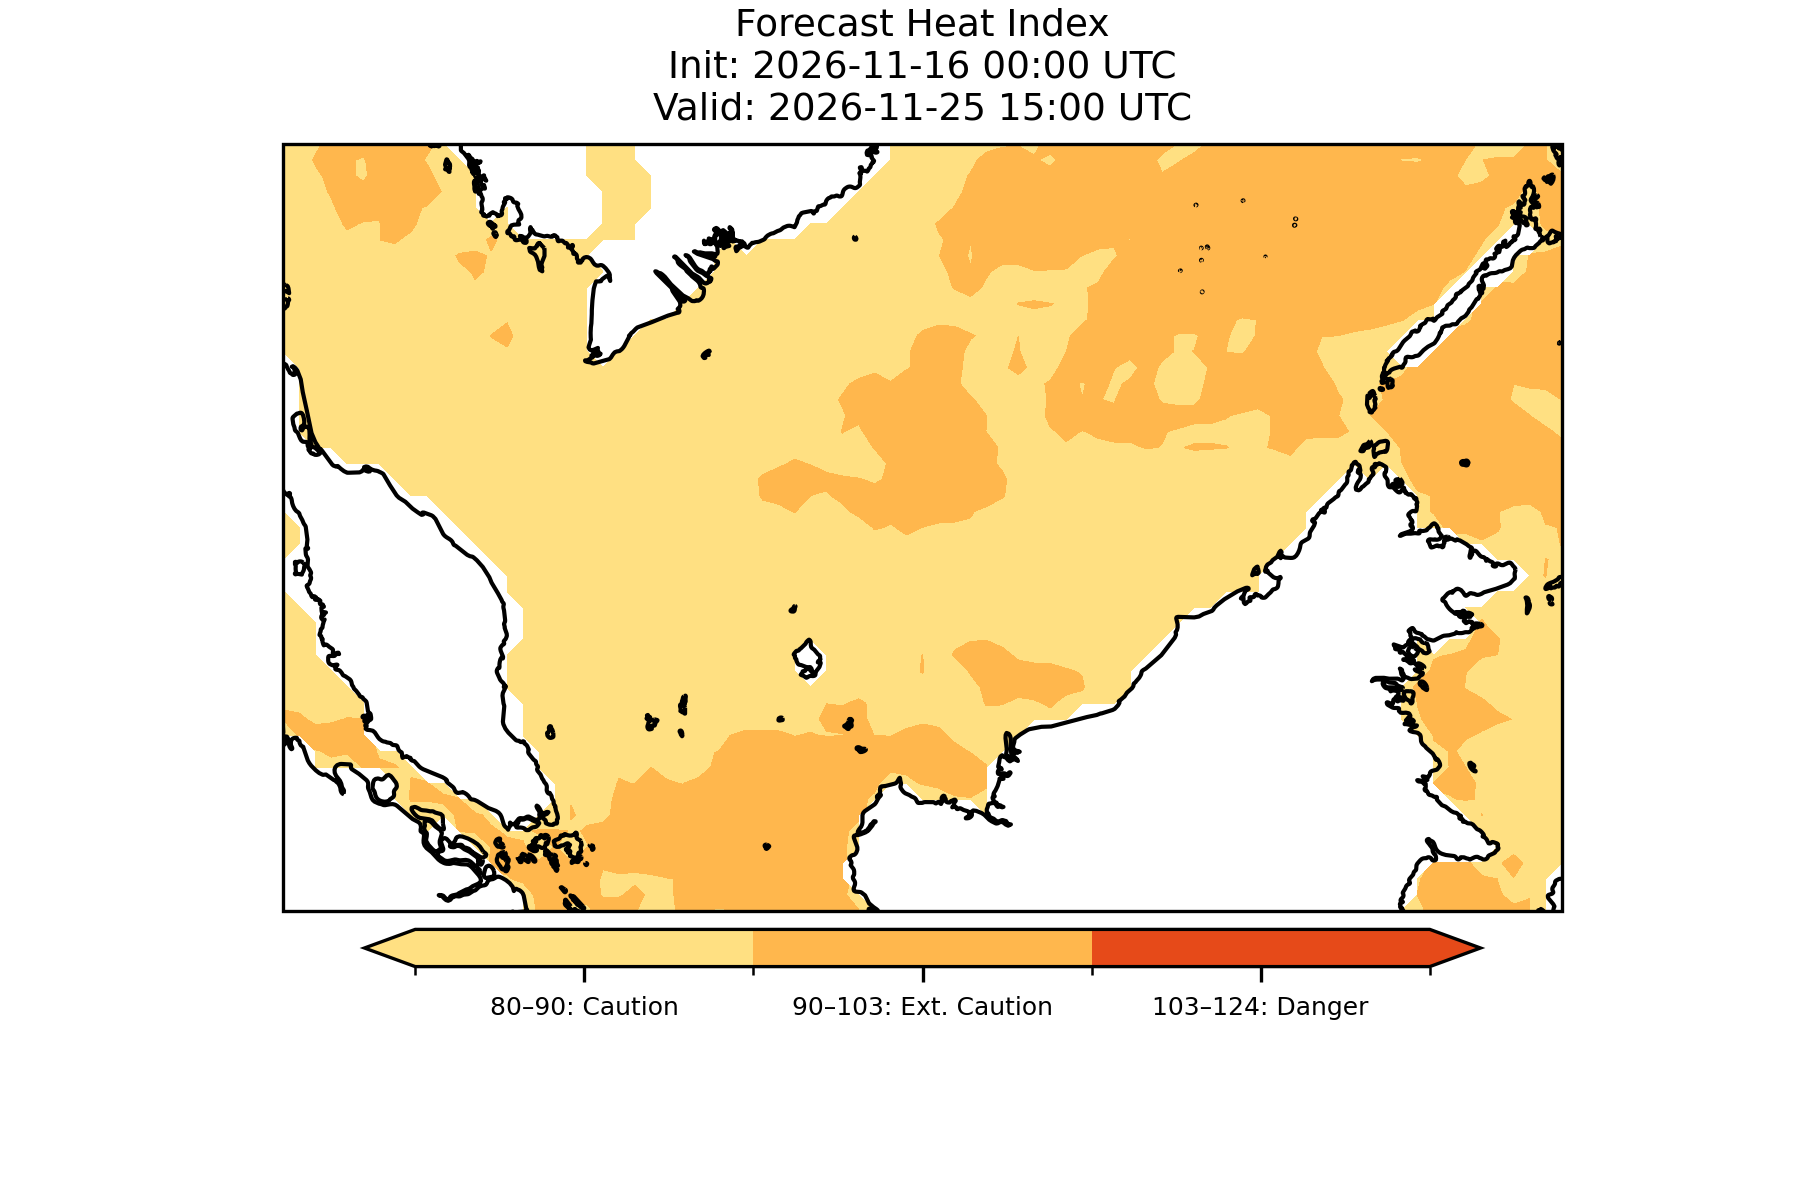 Forecast Heat Index
Init: 2026-11-16 00:00 UTC
Valid: 2026-11-25 15:00 UTC
80–90: Caution
90–103: Ext. Caution
103–124: Danger